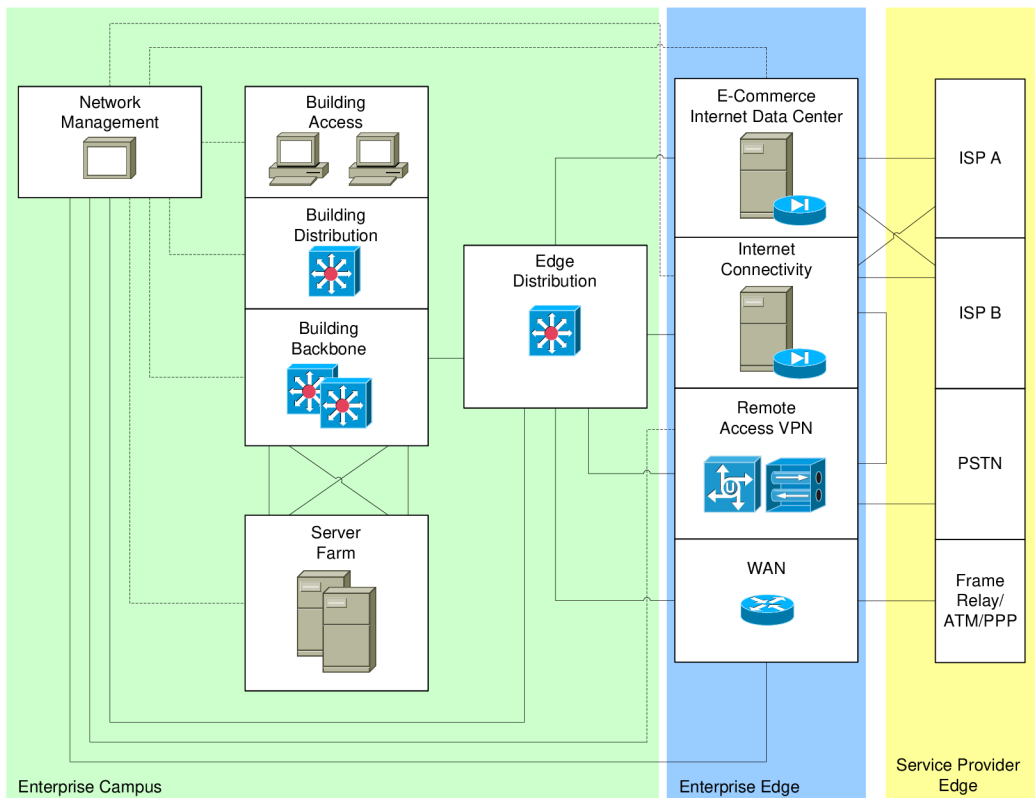 Network
Management
Building
Access
Building
Distribution
Building
Backbone
Server
Farm
Edge
Distribution
E-Commerce
Internet Data Center
Internet
Connectivity
Remote
Access VPN
U
WAN
ISP A
ISP B
PSTN
Frame
Relay/
ATM/PPP
Enterprise Campus
Enterprise Edge
Service Provider
Edge